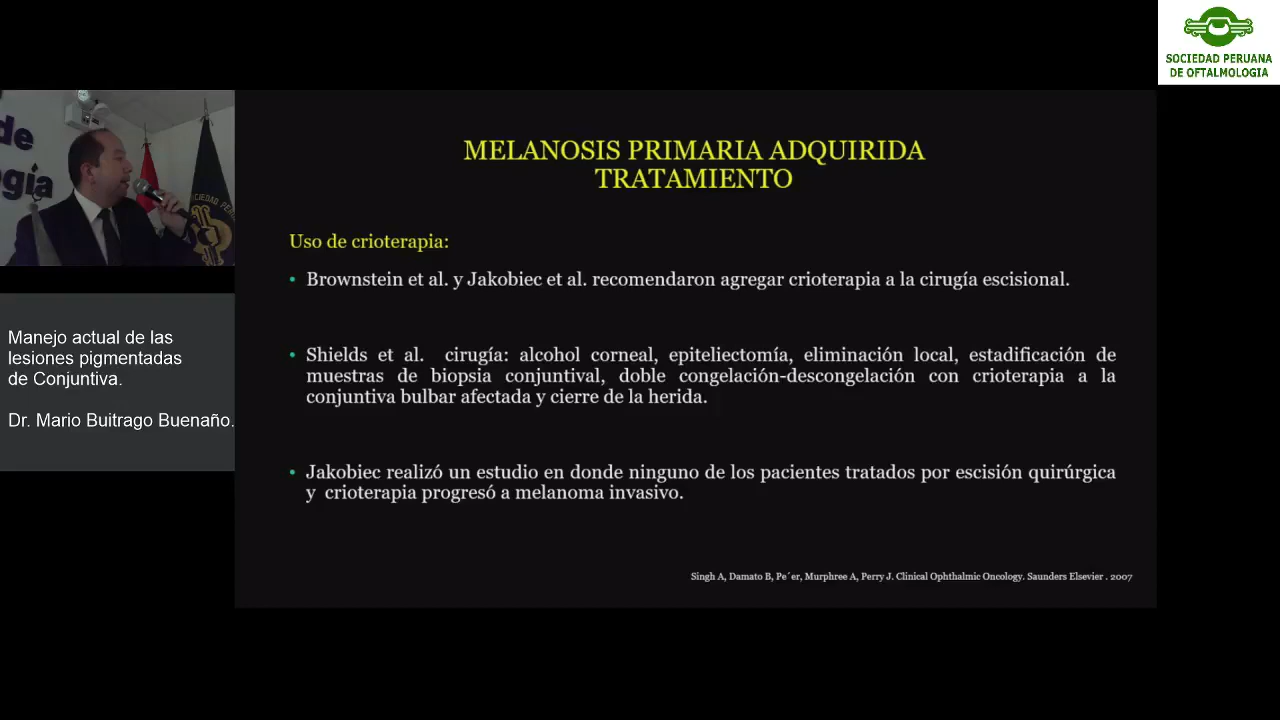 SOCIEDAD PERUANA
DE OFTALMOLOGIA
de
gía
SOCIEDAD PER
MELANOSIS PRIMARIA ADQUIRIDA
TRATAMIENTO
Uso de crioterapia:
• Brownstein et al. y Jakobiec et al. recomendaron agregar crioterapia a la cirugía escisional.
• Shields et al. cirugía: alcohol corneal, epiteliectomía, eliminación local, estadificación de
muestras de biopsia conjuntival, doble congelación-descongelación con crioterapia a la
conjuntiva bulbar afectada y cierre de la herida.
• Jakobiec realizó un estudio en donde ninguno de los pacientes tratados por escisión quirúrgica
y crioterapia progresó a melanoma invasivo.
Singh A, Damato B, Pe´er, Murphree A, Perry J. Clinical Ophthalmic Oncology. Saunders Elsevier . 2007
Manejo actual de las
lesiones pigmentadas
de Conjuntiva.
Dr. Mario Buitrago Buenaño.